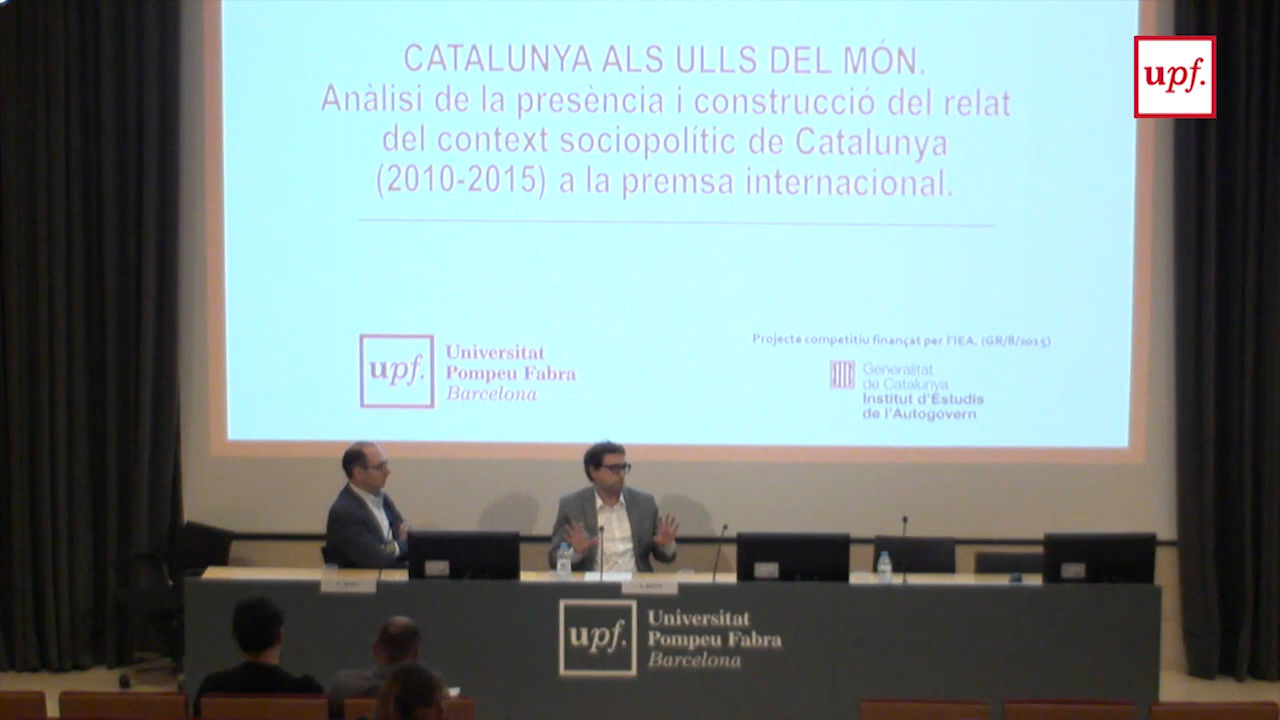 CATALUNYA ALS ULLS DEL MÓN.
Anàlisi de la presència i construcció del relat
del context sociopolític de Catalunya
(2010-2015) a la premsa internacional.
upf.
upf.
Universitat
Pompeu Fabra
Barcelona
Projecte competitiu finançat per l'IEA. (GR/8/2015)
Generalitat
de Catalunya
Institut d'Estudis
de l'Autogovern
upf.
Universitat
Pompeu Fabra
Barcelona